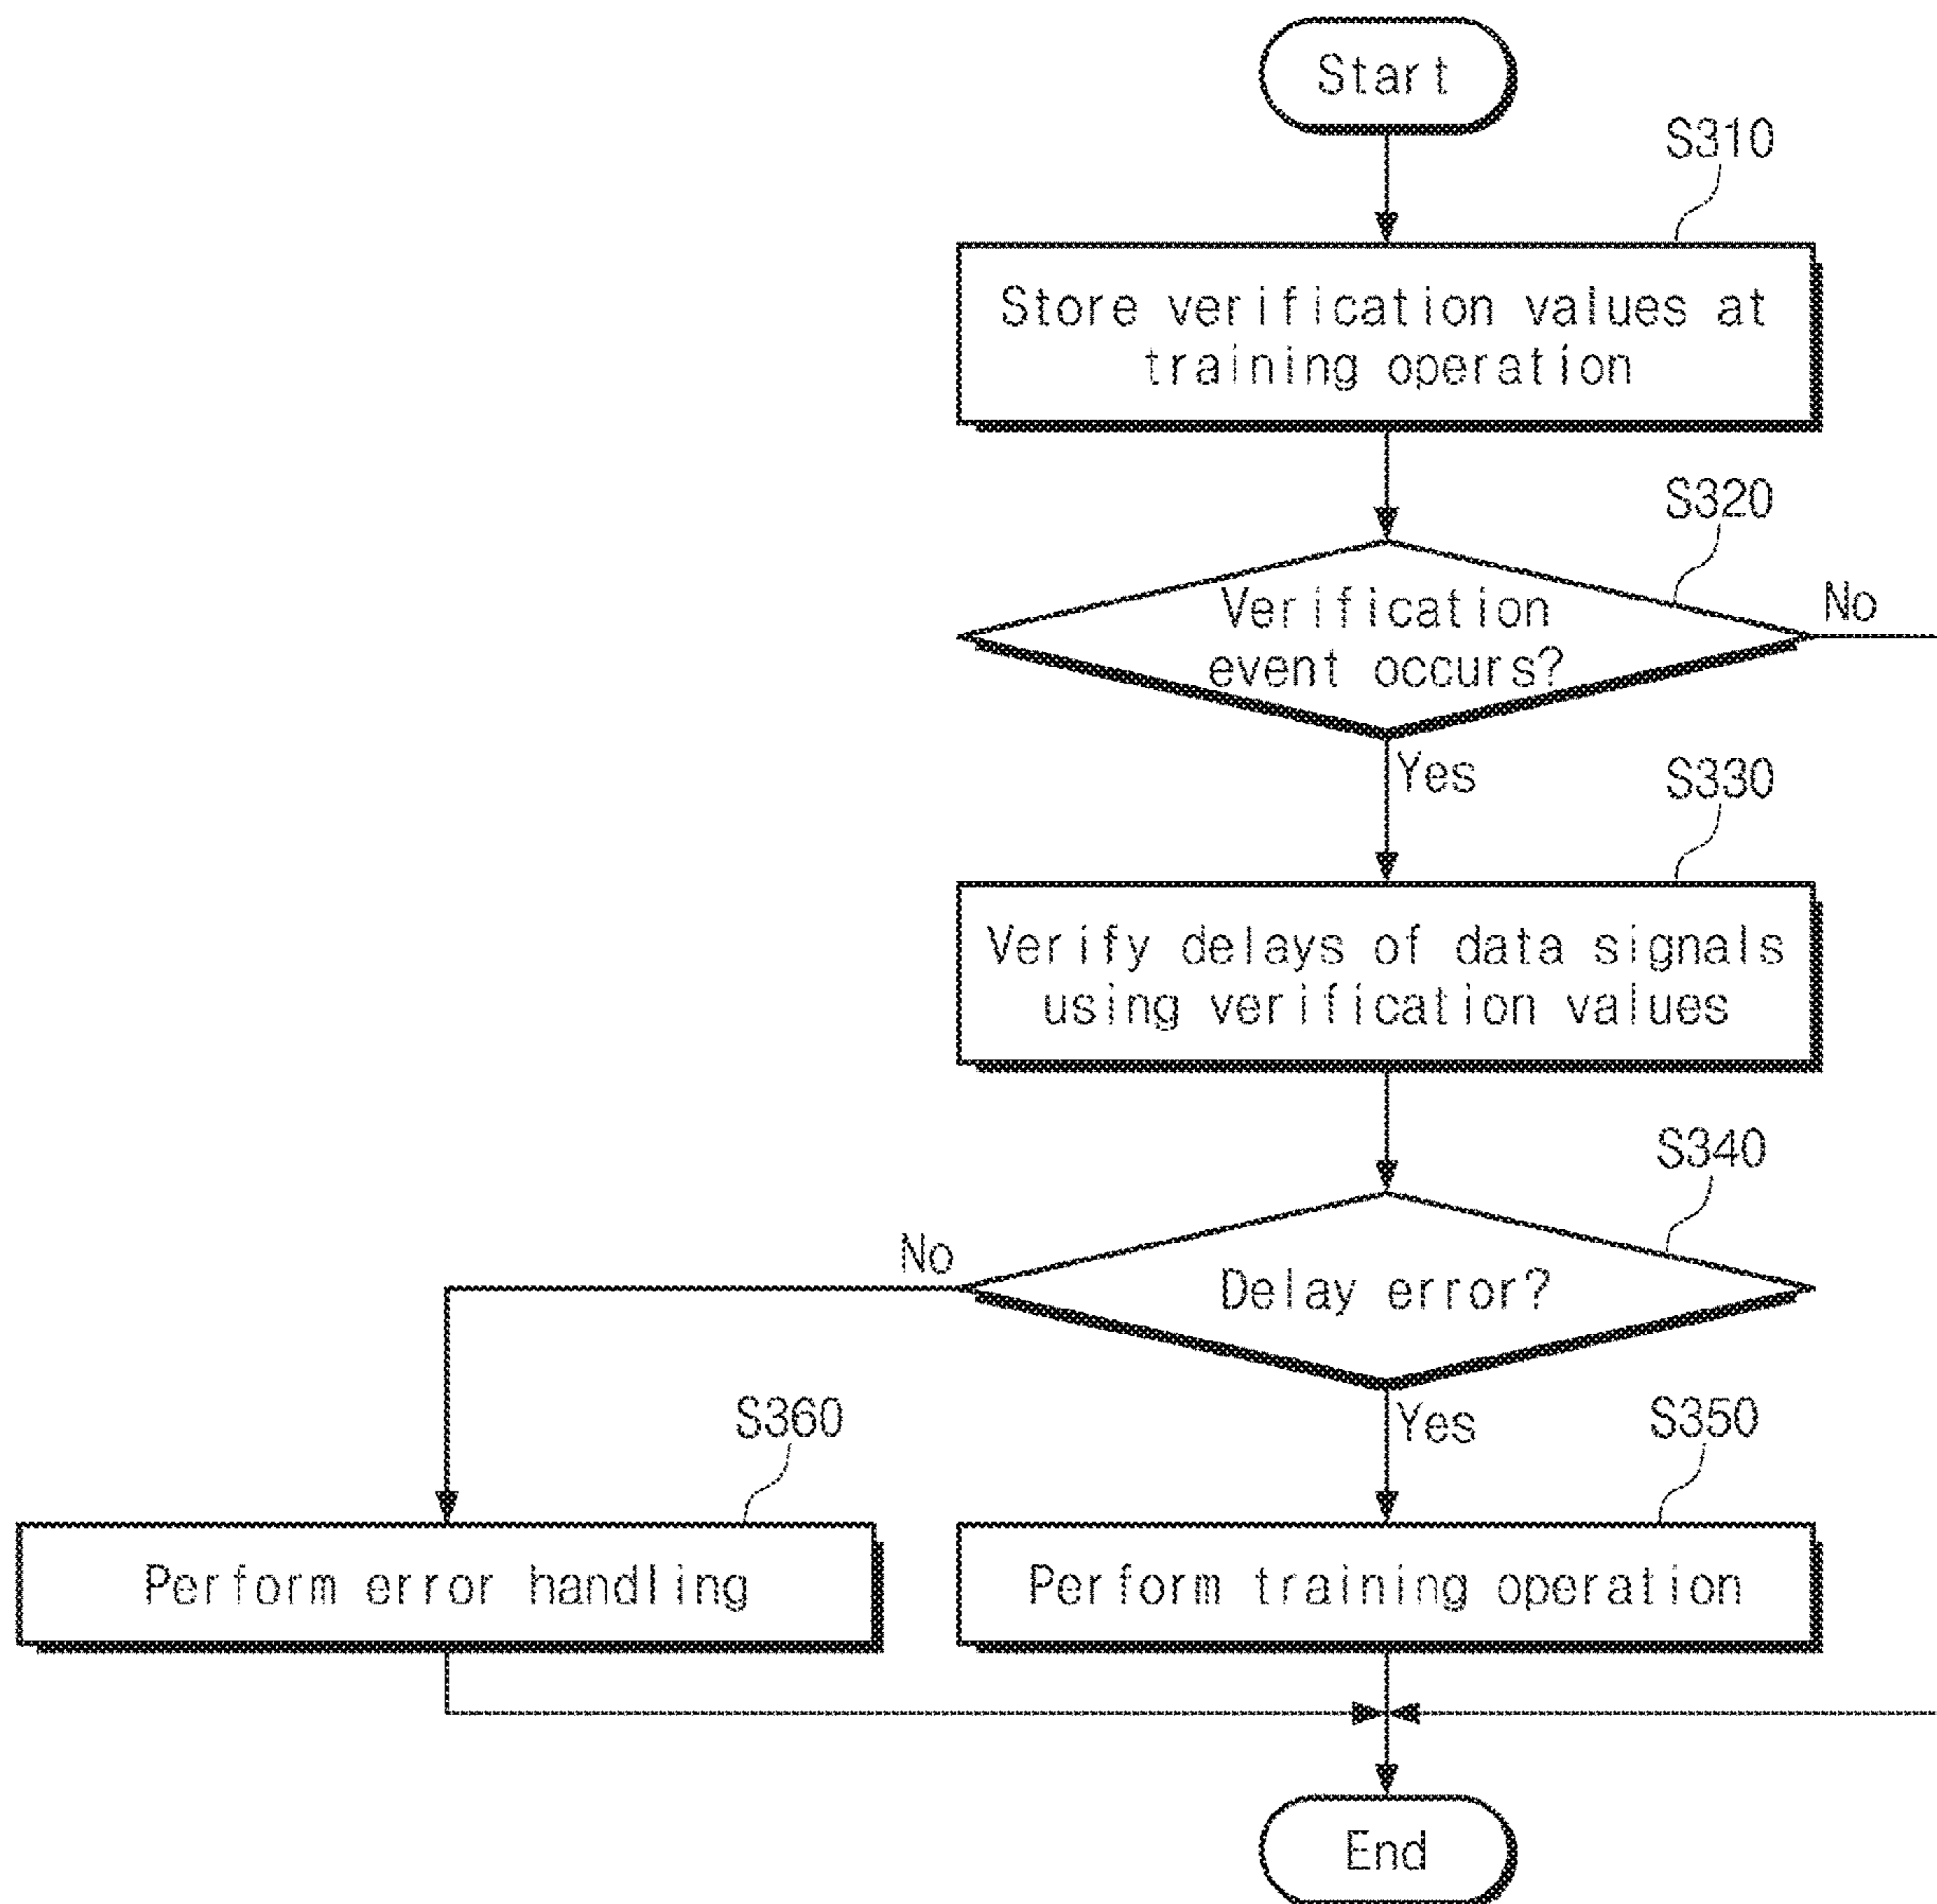 Start
S310
Store verification values at
training operation
S320
Verification
event occurs?
No
Yes
S330
Verify delays of data signals
using verification values
S340
No
Delay error?
Yes
S360
S350
Perform error handling
Perform training operation
End